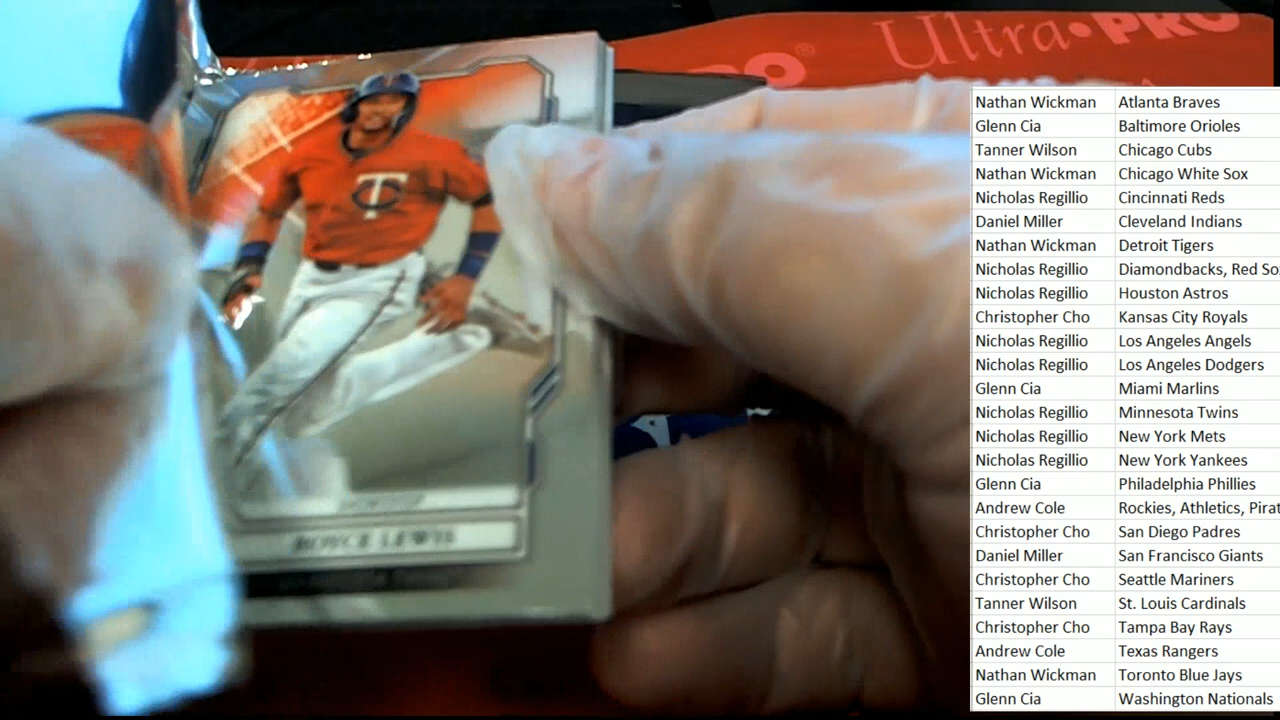 Ultra•PRO
RO®
TC
ROYCE LEWIS
Nathan Wickman Atlanta Braves
Glenn Cia Baltimore Orioles
Tanner Wilson Chicago Cubs
Nathan Wickman Chicago White Sox
Nicholas Regillio Cincinnati Reds
Daniel Miller Cleveland Indians
Nathan Wickman Detroit Tigers
Nicholas Regillio Diamondbacks, Red So
Nicholas Regillio Houston Astros
Christopher Cho Kansas City Royals
Nicholas Regillio Los Angeles Angels
Nicholas Regillio Los Angeles Dodgers
Glenn Cia Miami Marlins
Nicholas Regillio Minnesota Twins
Nicholas Regillio New York Mets
Nicholas Regillio New York Yankees
Glenn Cia Philadelphia Phillies
Andrew Cole Rockies, Athletics, Pirat
Christopher Cho San Diego Padres
Daniel Miller San Francisco Giants
Christopher Cho Seattle Mariners
Tanner Wilson St. Louis Cardinals
Christopher Cho Tampa Bay Rays
Andrew Cole Texas Rangers
Nathan Wickman Toronto Blue Jays
Glenn Cia Washington Nationals